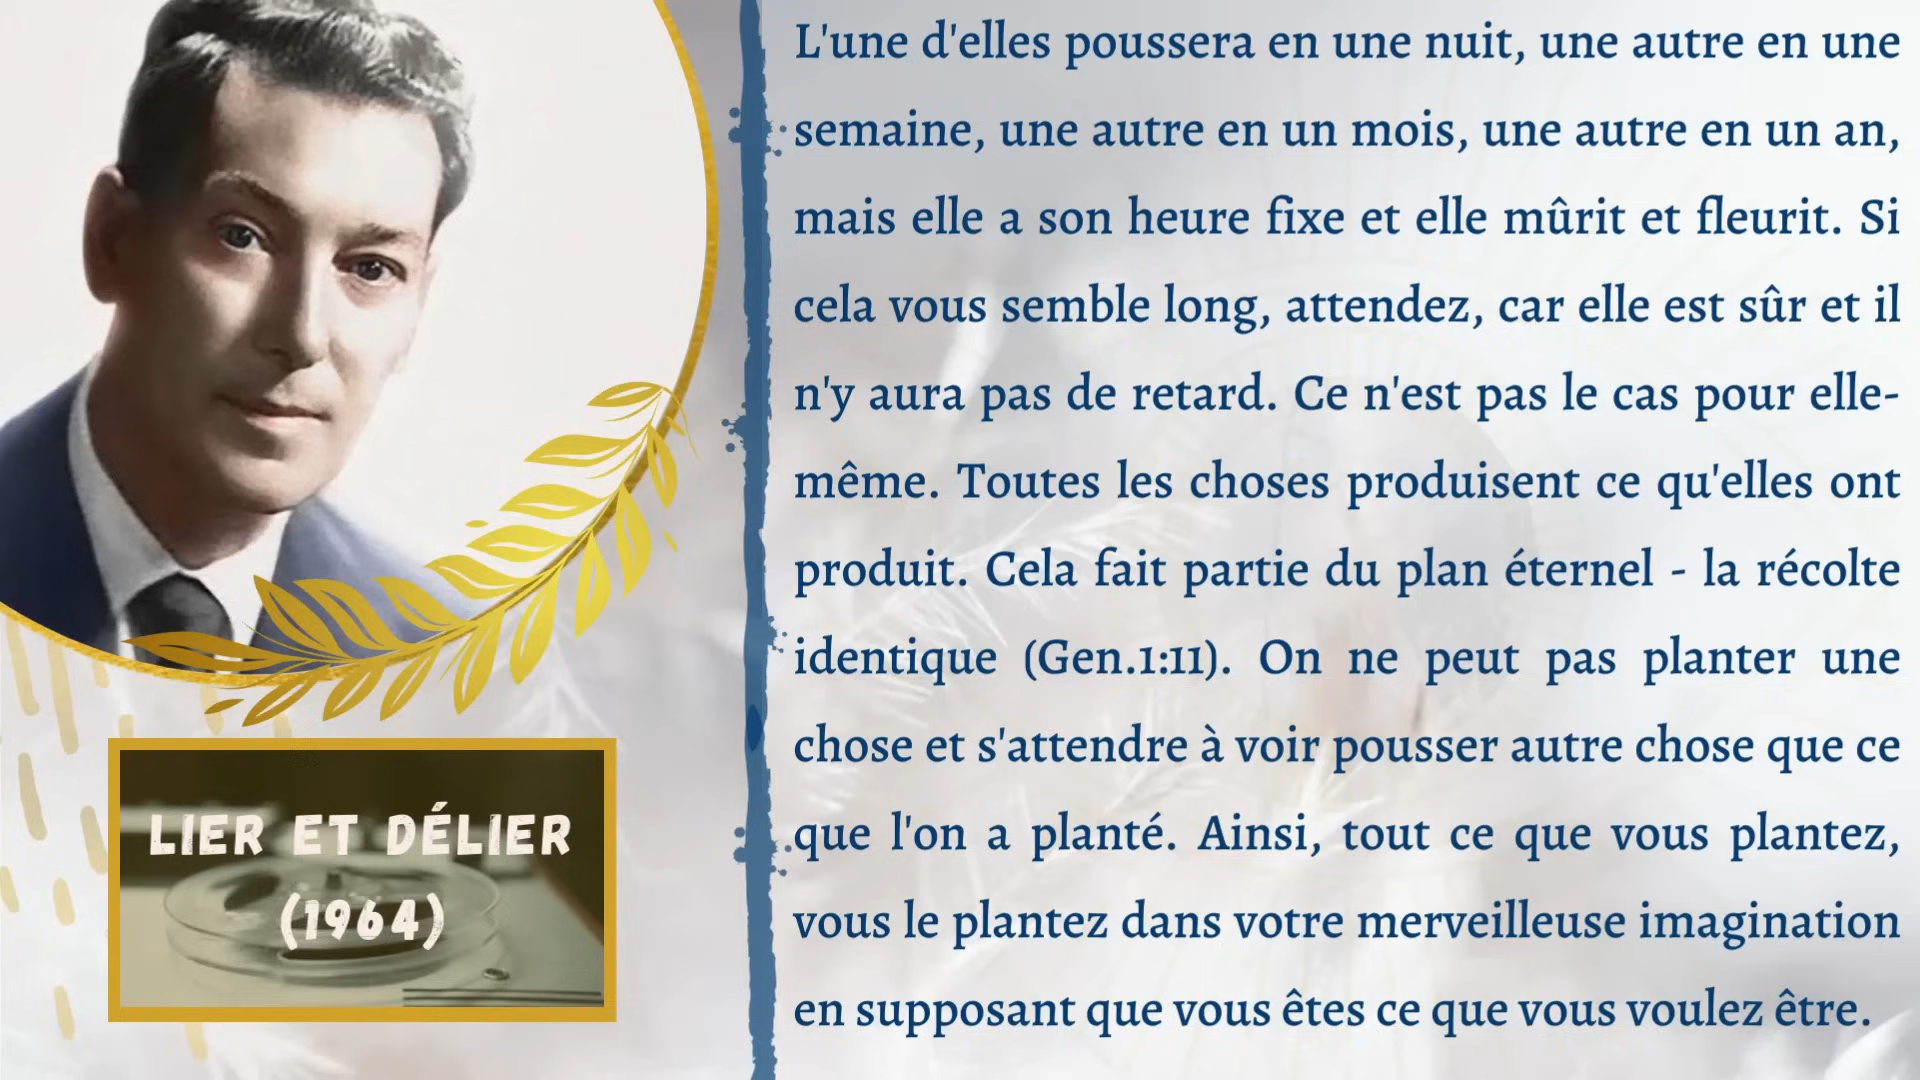 L'une d'elles poussera en une nuit, une autre en une
semaine, une autre en un mois, une autre en un an,
mais elle a son heure fixe et elle mûrit et fleurit. Si
cela vous semble long, attendez, car elle est sûr et il
n'y aura pas de retard. Ce n'est pas le cas pour elle-
même. Toutes les choses produisent ce qu'elles ont
produit. Cela fait partie du plan éternel - la récolte
identique (Gen.1:11). On ne peut pas planter une
chose et s'attendre à voir pousser autre chose que ce
que l'on a planté. Ainsi, tout ce que vous plantez,
vous le plantez dans votre merveilleuse imagination
en supposant que vous êtes ce que vous voulez être.
LIER ET DÉLIER
(1964)